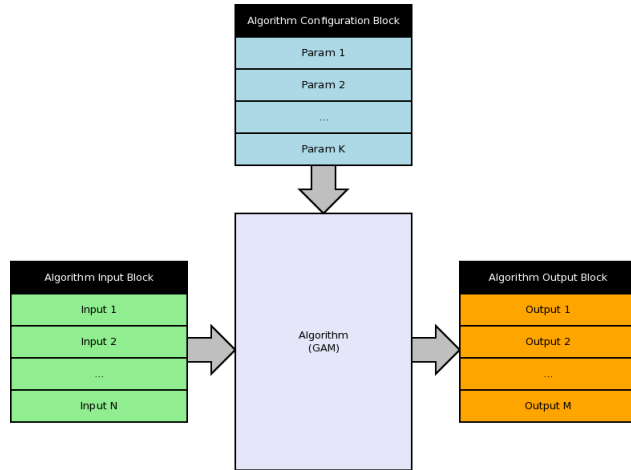 Algorithm Configuration Block
Param 1
Param 2
...
Param K
Algorithm Input Block
Input 1
Input 2
...
Input N
Algorithm
(GAM)
Algorithm Output Block
Output 1
Output 2
...
Output M